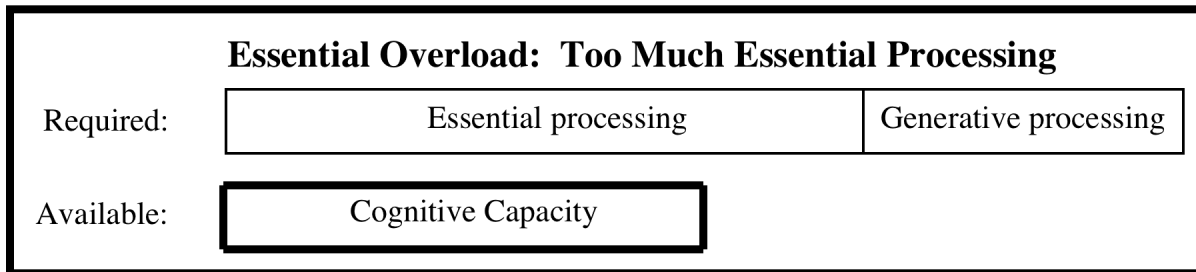 Essential Overload: Too Much Essential Processing
Required: Essential processing Generative processing
Available: Cognitive Capacity